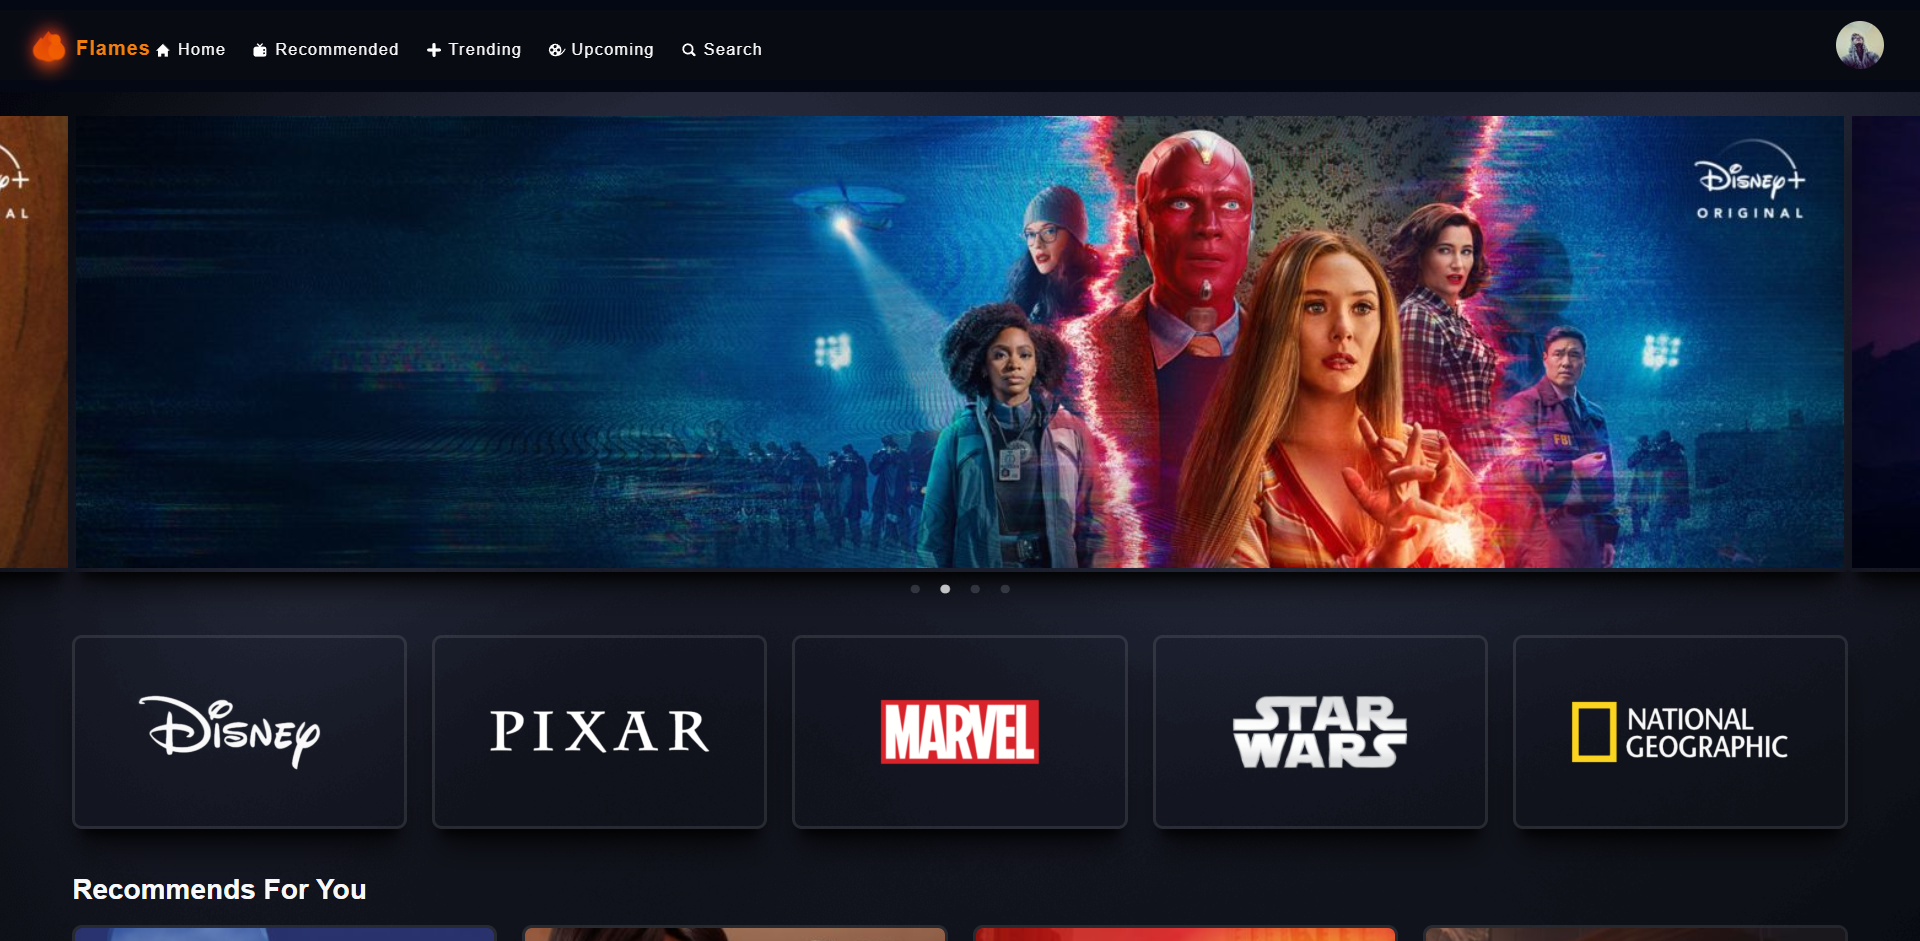 Flames Home Recommended Trending Upcoming Search
Disney+
ORIGINAL
AL
FBI
Disney
PIXAR
MARVEL
STAR
WARS
NATIONAL
GEOGRAPHIC
Recommends For You